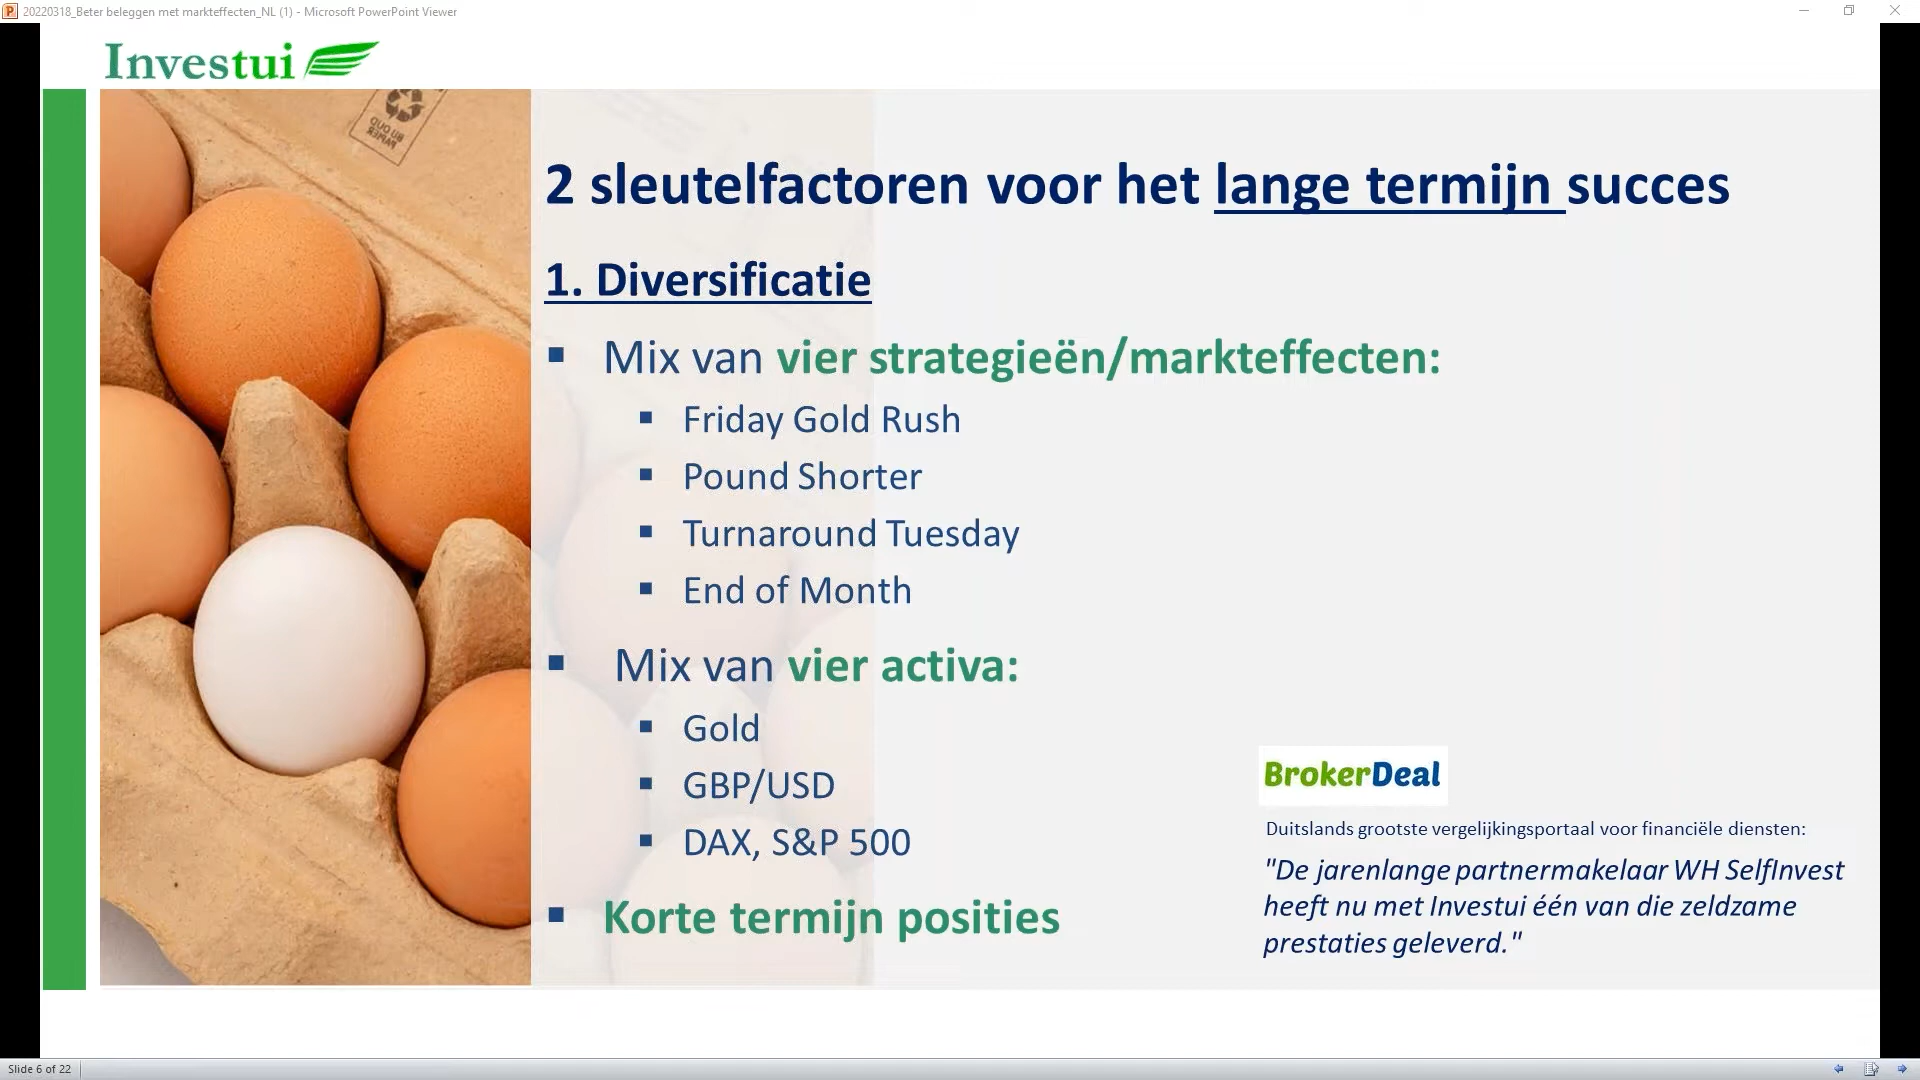 20220318_Beter beleggen met markteffecten_NL (1) - Microsoft PowerPoint Viewer
Investui
NU OUD
PAPIER
2 sleutelfactoren voor het lange termijn succes
1. Diversificatie
▪ Mix van vier strategieën/markteffecten:
▪ Friday Gold Rush
▪ Pound Shorter
▪ Turnaround Tuesday
▪ End of Month
▪ Mix van vier activa:
▪ Gold
▪ GBP/USD
▪ DAX, S&P 500
▪ Korte termijn posities
BrokerDeal
Duitslands grootste vergelijkingsportaal voor financiële diensten:
"De jarenlange partnermakelaar WH SelfInvest
heeft nu met Investui één van die zeldzame
prestaties geleverd."
Slide 6 of 22